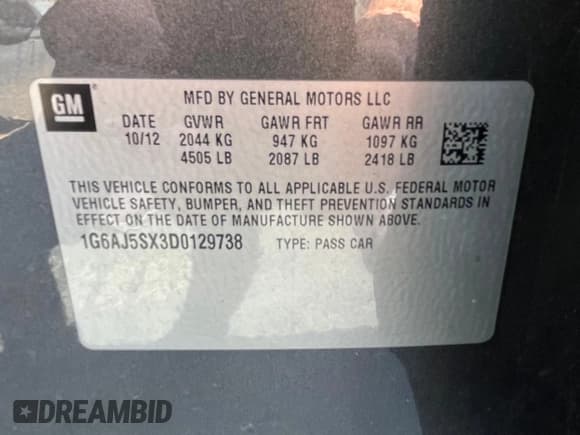 GM
MFD BY GENERAL MOTORS LLC
DATE GVWR GAWR FRT GAWR RR
10/12 2044 KG 947 KG 1097 KG
4505 LB 2087 LB 2418 LB
THIS VEHICLE CONFORMS TO ALL APPLICABLE U.S. FEDERAL MOTOR
VEHICLE SAFETY, BUMPER, AND THEFT PREVENTION STANDARDS IN
EFFECT ON THE DATE OF MANUFACTURE SHOWN ABOVE.
1G6AJ5SX3D0129738 TYPE: PASS CAR
DREAMBID